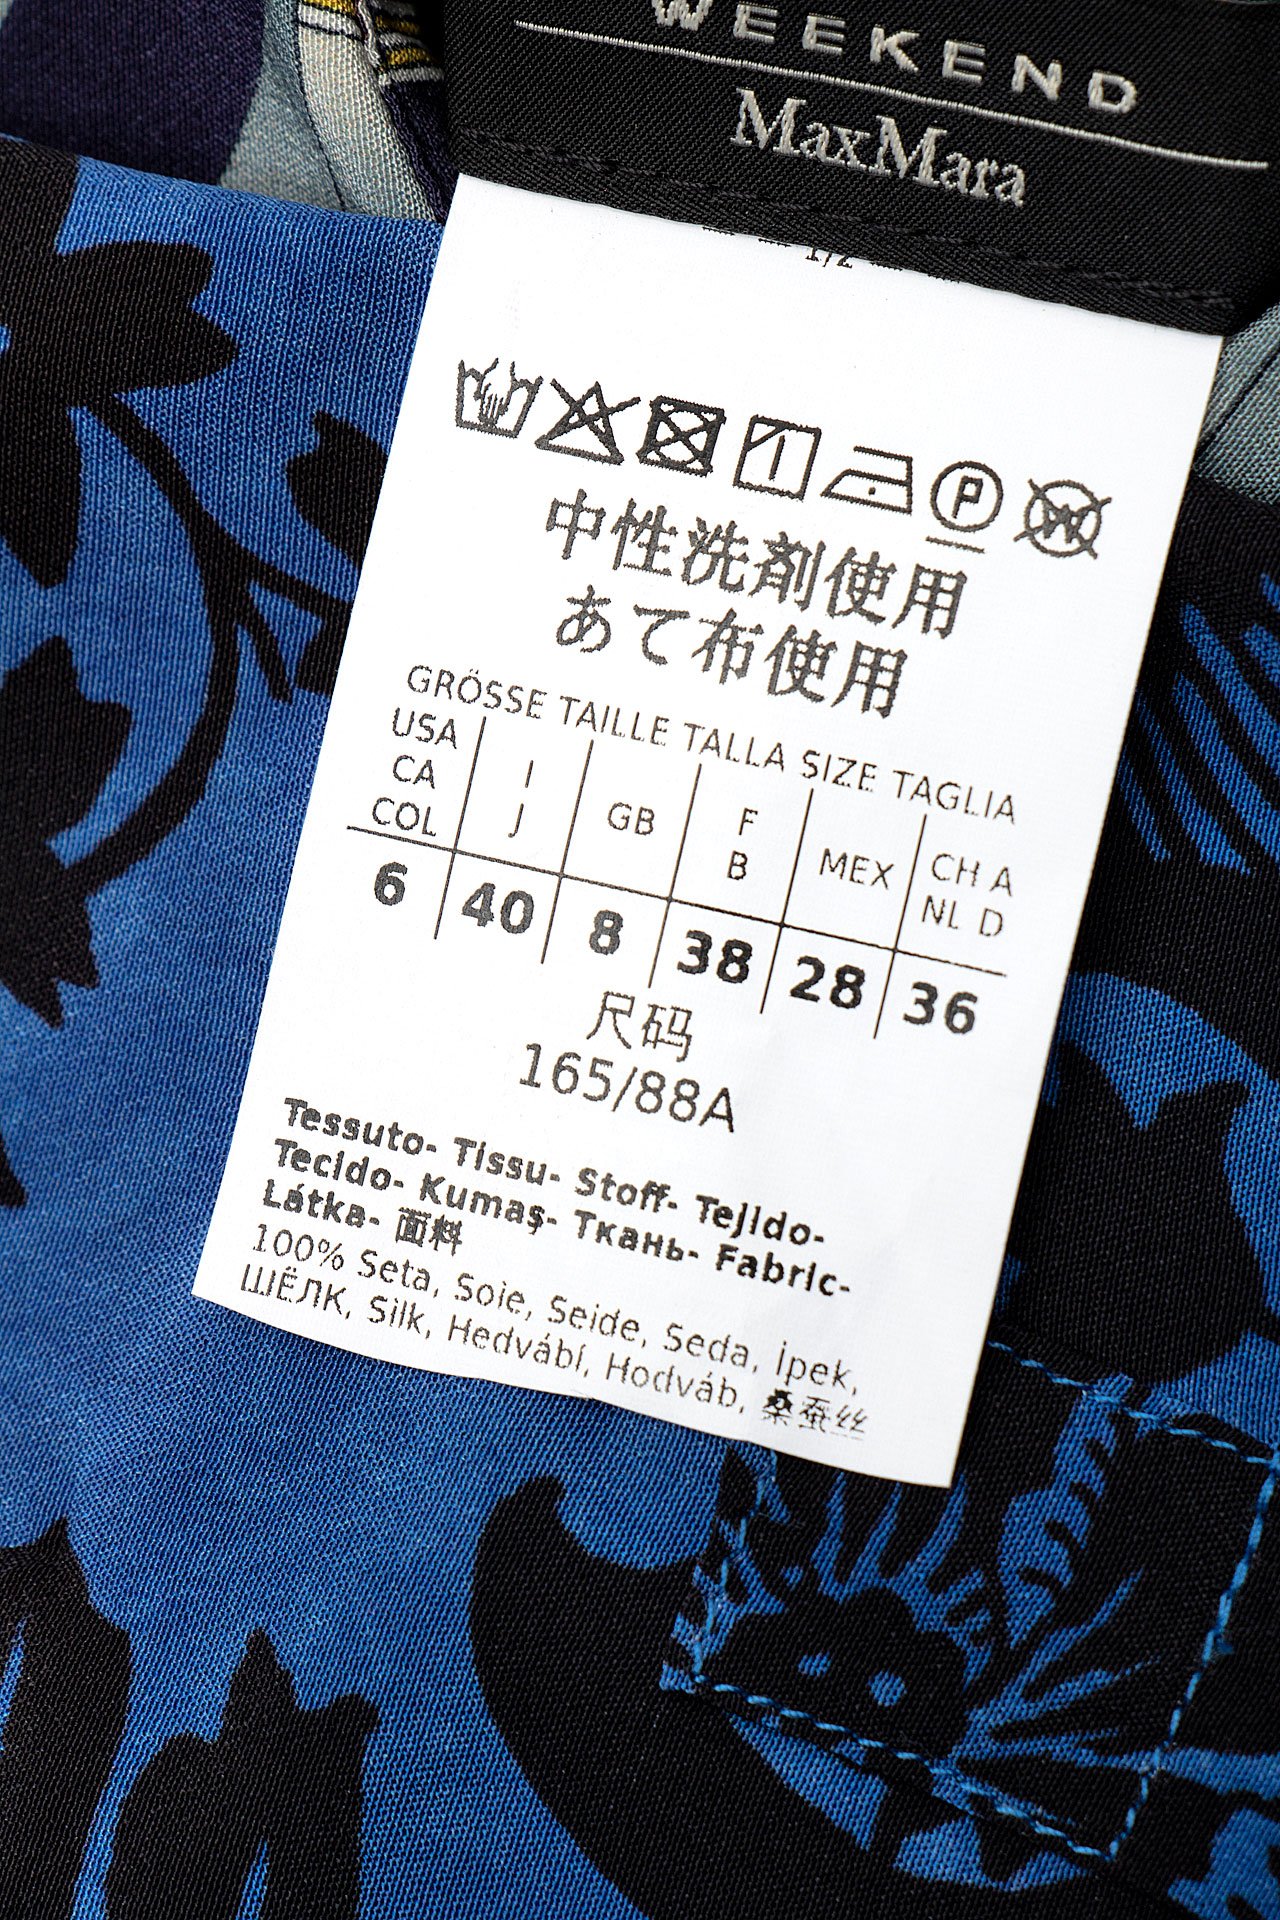 WEEKEND
MaxMara
1/2
中性洗剤使用
あて布使用
GRÖSSE TAILLE TALLA SIZE TAGLIA
USA CA COL
I J
GB
F B
MEX
CH A NL D
6 40 8 38 28 36
尺码
165/88A
Tessuto- Tissu- Stoff- Tejido-
Tecido- Kumaş- Ткань- Fabric-
Látka- 面料
100% Seta, Soie, Seide, Seda, İpek,
ШЁЛК, Silk, Hedvábí, Hodváb, 桑蚕丝